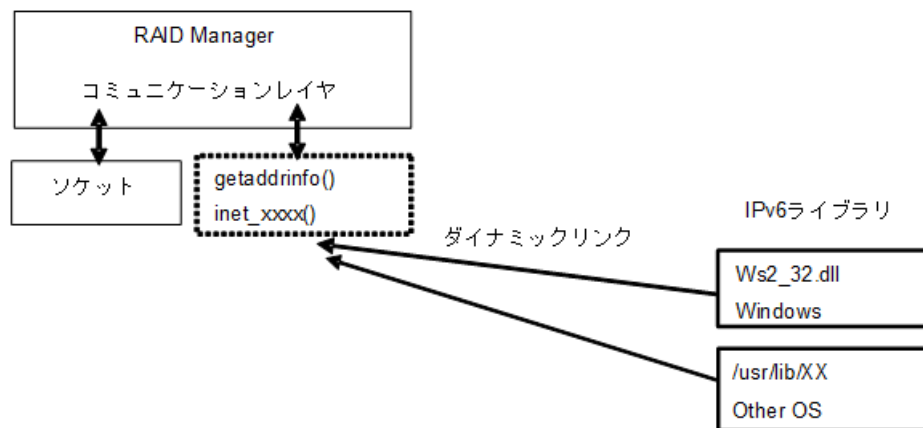 RAID Manager
コミュニケーションレイヤ
ソケット
getaddrinfo()
inet_xxxx()
ダイナミックリンク
IPv6ライブラリ
Ws2_32.dll
Windows
/usr/lib/XX
Other OS